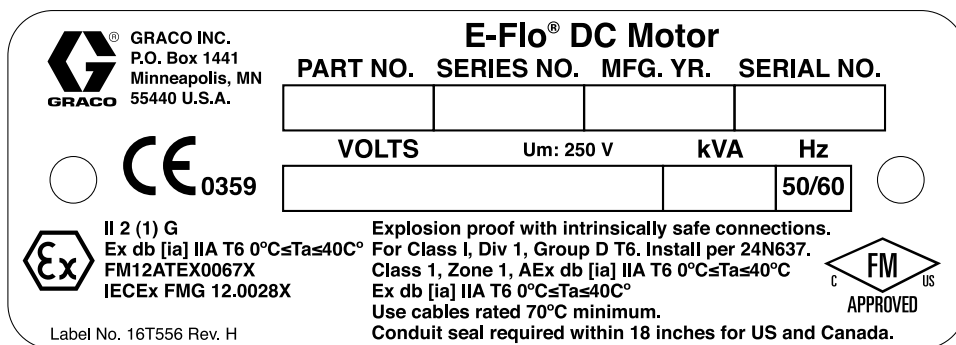 GRACO
®
GRACO INC.
P.O. Box 1441
Minneapolis, MN
55440 U.S.A.
E-Flo® DC Motor
PART NO. SERIES NO. MFG. YR. SERIAL NO.
VOLTS Um: 250 V kVA Hz
50/60
CE 0359
Ex
II 2 (1) G
Ex db [ia] IIA T6 0°C≤Ta≤40C°
FM12ATEX0067X
IECEx FMG 12.0028X
Label No. 16T556 Rev. H
Explosion proof with intrinsically safe connections.
For Class I, Div 1, Group D T6. Install per 24N637.
Class 1, Zone 1, AEx db [ia] IIA T6 0°C≤Ta≤40°C
Ex db [ia] IIA T6 0°C≤Ta≤40C°
Use cables rated 70°C minimum.
Conduit seal required within 18 inches for US and Canada.
FM
C US
APPROVED